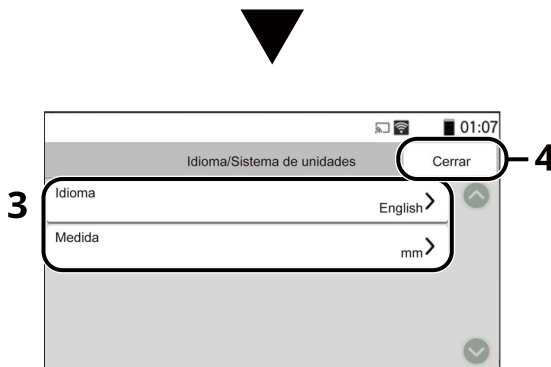 01:07
Idioma/Sistema de unidades Cerrar 4
3 Idioma
English
Medida
mm